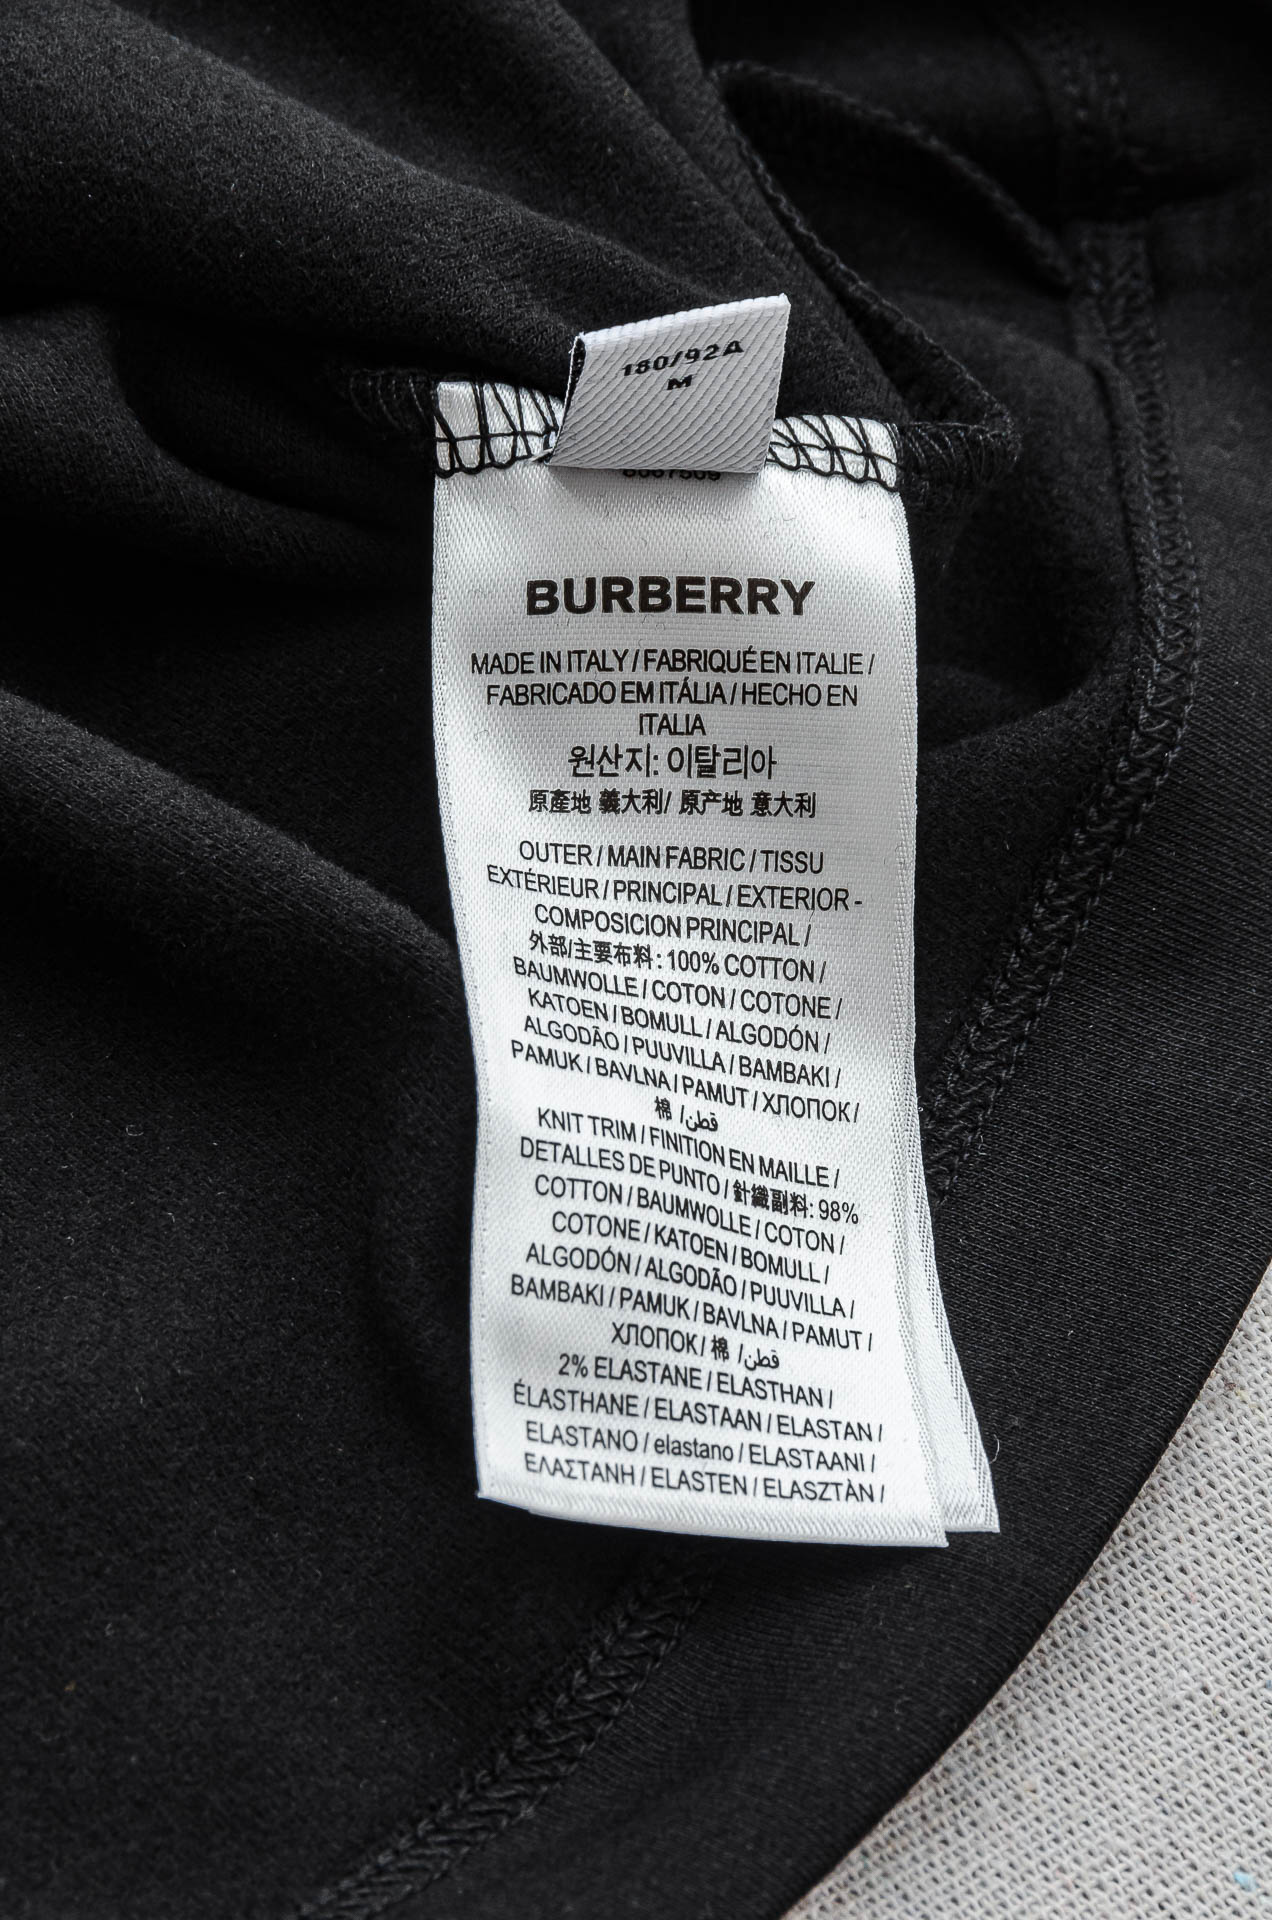 180/92A
M
BURBERRY
MADE IN ITALY / FABRIQUÉ EN ITALIE /
FABRICADO EM ITÁLIA / HECHO EN
ITALIA
원산지: 이탈리아
原產地 義大利/ 原产地 意大利
OUTER / MAIN FABRIC / TISSU
EXTÉRIEUR / PRINCIPAL / EXTERIOR -
COMPOSICION PRINCIPAL /
外部/主要布料: 100% COTTON /
BAUMWOLLE / COTON / COTONE /
KATOEN / BOMULL / ALGODÓN /
ALGODÃO / PUUVILLA / BAMBAKI /
PAMUK / BAVLNA / PAMUT / ХЛОПОК /
棉 / قطن/
KNIT TRIM / FINITION EN MAILLE /
DETALLES DE PUNTO / 針織副料: 98%
COTTON / BAUMWOLLE / COTON /
COTONE / KATOEN / BOMULL /
ALGODÓN / ALGODÃO / PUUVILLA /
BAMBAKI / PAMUK / BAVLNA / PAMUT /
ХЛОПОК / 棉 / قطن/
2% ELASTANE / ELASTHAN /
ÉLASTHANE / ELASTAAN / ELASTAN /
ELASTANO / elastano / ELASTAANI /
ΕΛΑΣΤΑΝΗ / ELASTEN / ELASZTÀN /